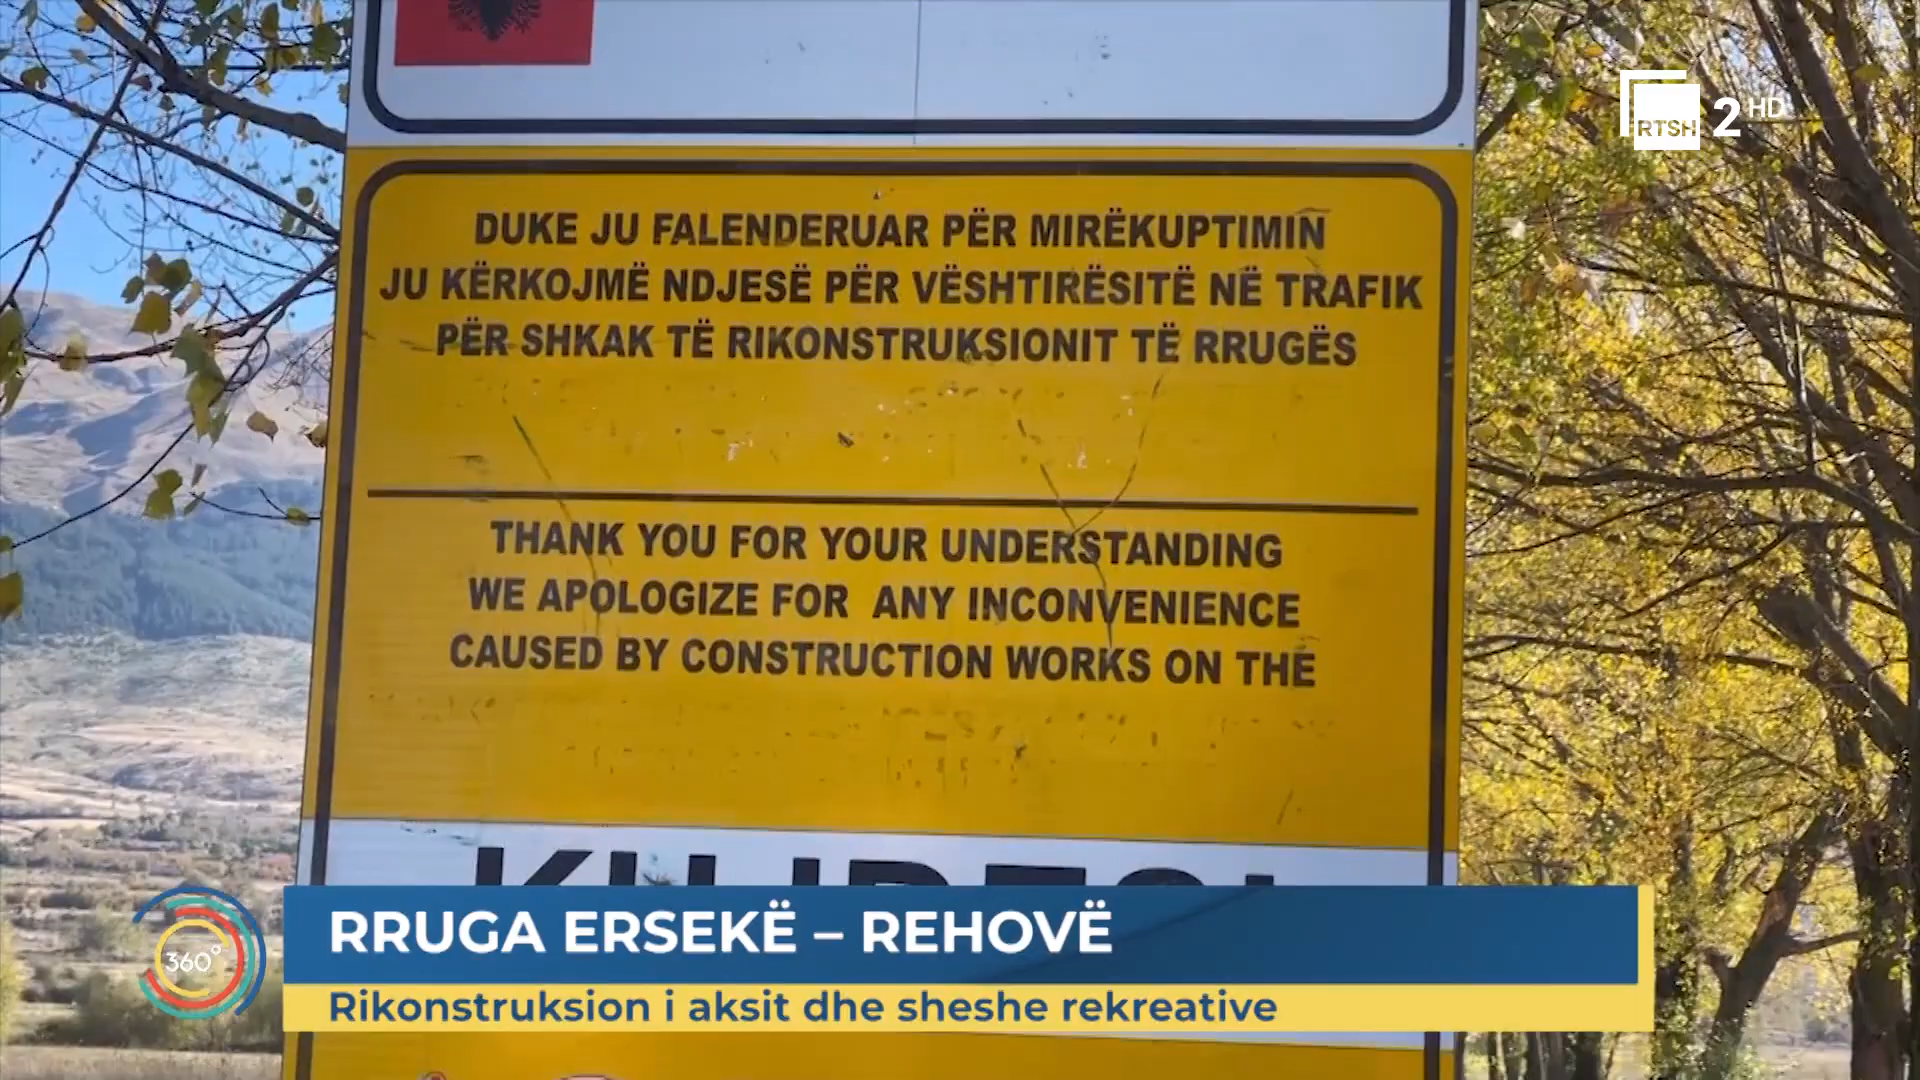 RTSH 2 HD
DUKE JU FALENDERUAR PËR MIRËKUPTIMIN
JU KËRKOJMË NDJESË PËR VËSHTIRËSITË NË TRAFIK
PËR SHKAK TË RIKONSTRUKSIONIT TË RRUGËS
THANK YOU FOR YOUR UNDERSTANDING
WE APOLOGIZE FOR ANY INCONVENIENCE
CAUSED BY CONSTRUCTION WORKS ON THE
360°
RRUGA ERSEKË – REHOVË
Rikonstruksion i aksit dhe sheshe rekreative